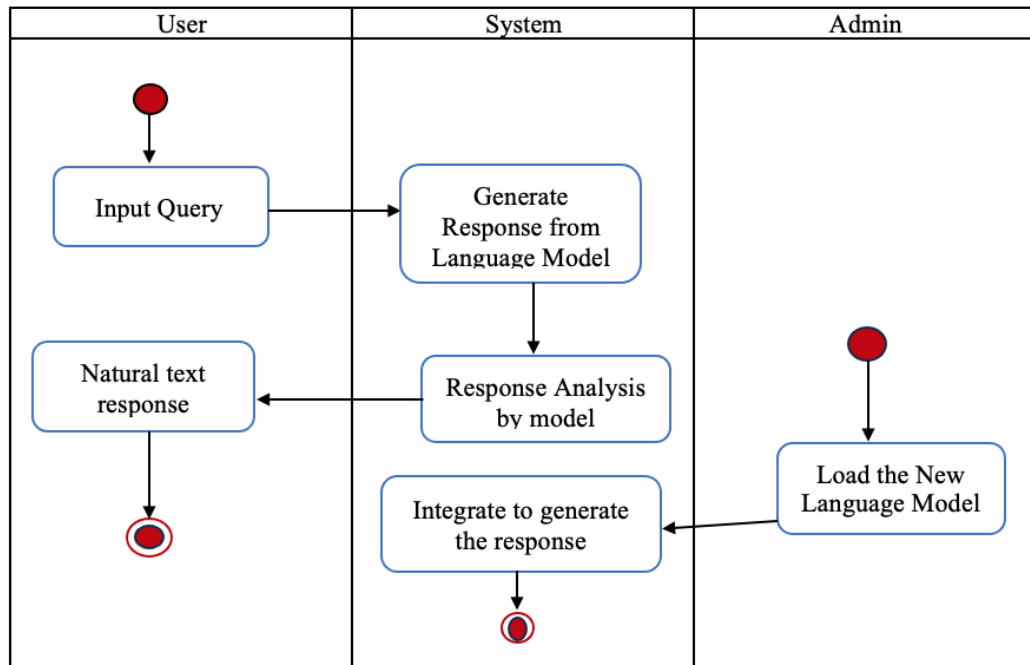 User
System
Admin
Input Query
Generate
Response from
Language Model
Natural text
response
Response Analysis
by model
Load the New
Language Model
Integrate to generate
the response